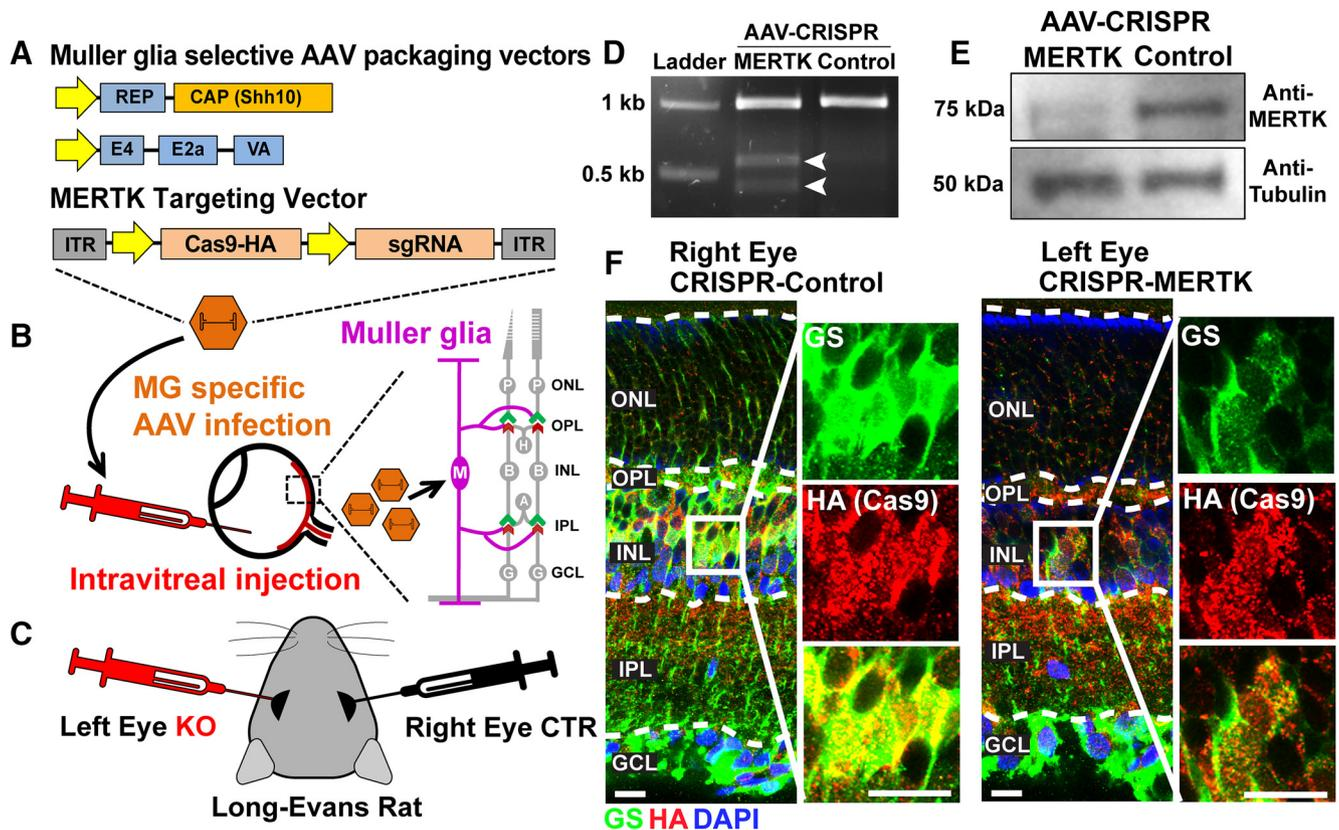 A
Muller glia selective AAV packaging vectors
REP
CAP (Shh10)
E4
E2a
VA
MERTK Targeting Vector
ITR
Cas9-HA
sgRNA
ITR
B
MG specific
AAV infection
Intravitreal injection
Muller glia
M
P
P
H
B
B
A
G
G
ONL
OPL
INL
IPL
GCL
C
Left Eye KO
Right Eye CTR
Long-Evans Rat
D
AAV-CRISPR
Ladder MERTK Control
1 kb
0.5 kb
E
AAV-CRISPR
MERTK Control
75 kDa
Anti-
MERTK
50 kDa
Anti-
Tubulin
F
Right Eye
CRISPR-Control
ONL
OPL
INL
IPL
GCL
GS
HA (Cas9)
Left Eye
CRISPR-MERTK
ONL
OPL
INL
IPL
GCL
GS
HA (Cas9)
GS HA DAPI